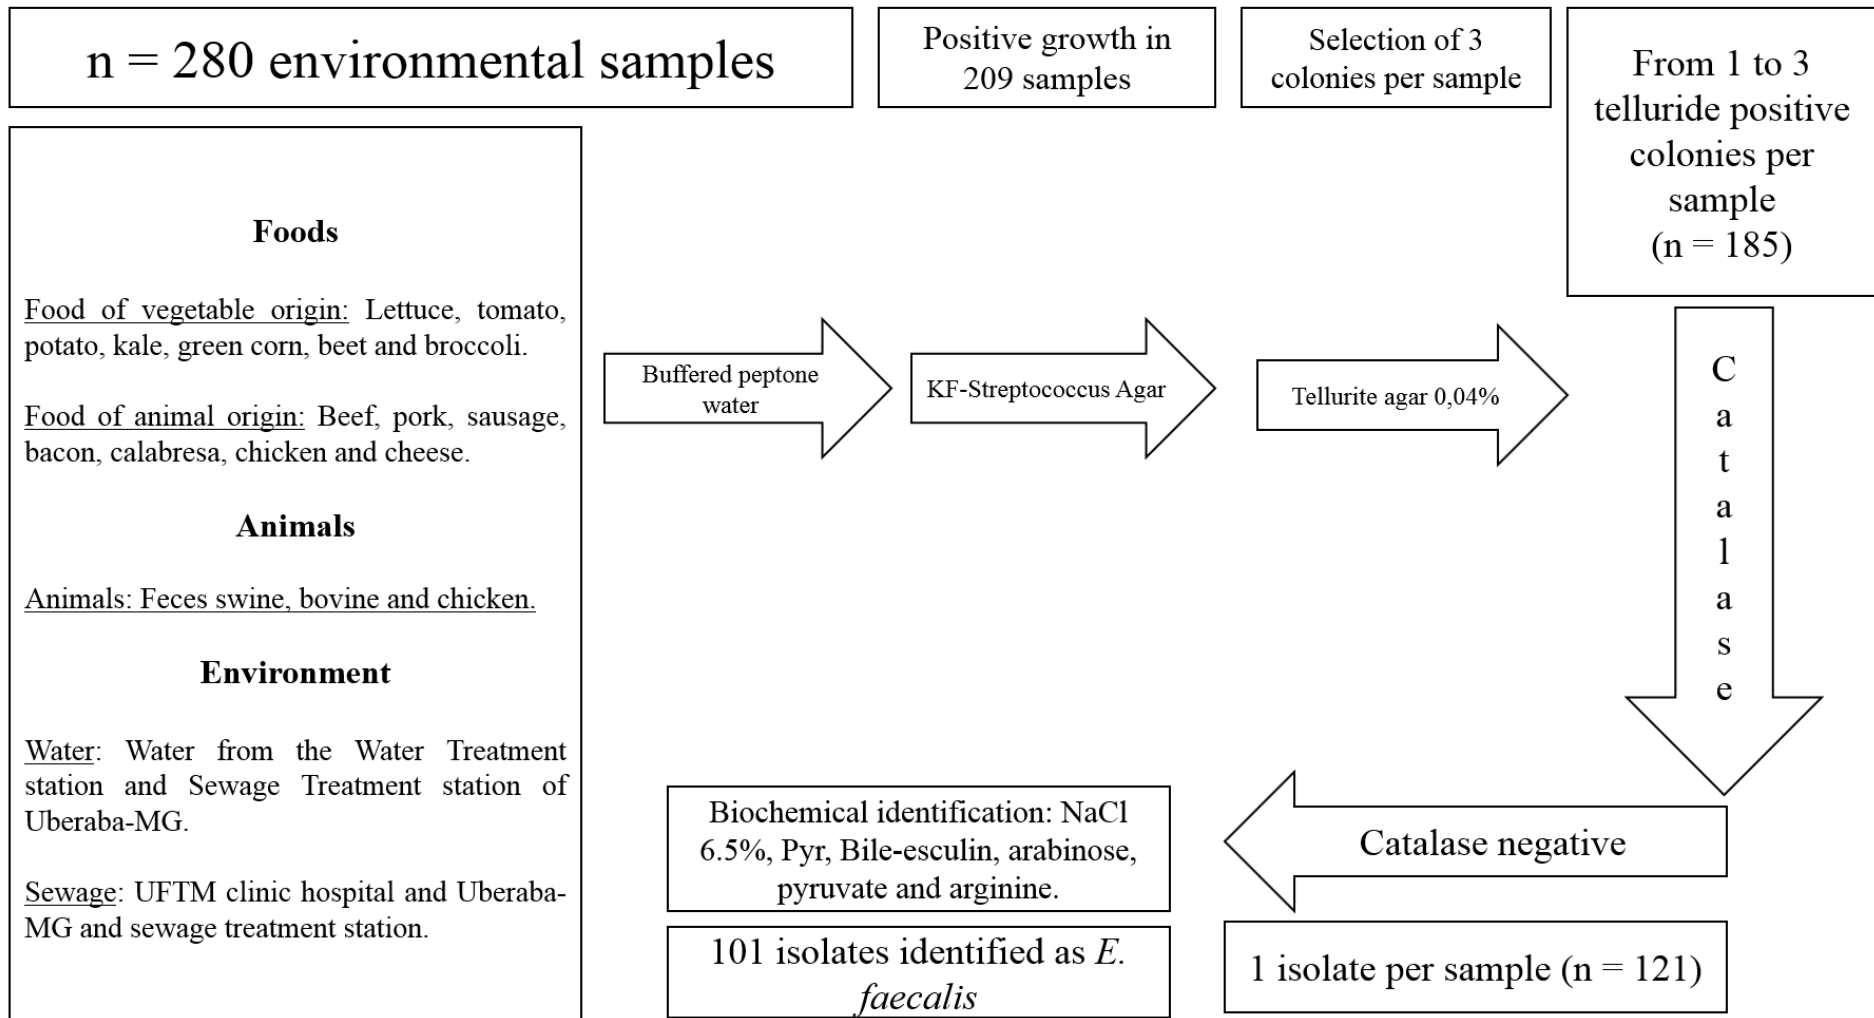 n = 280 environmental samples
Positive growth in
209 samples
Selection of 3
colonies per sample
From 1 to 3
telluride positive
colonies per
sample
(n = 185)
Foods
Food of vegetable origin: Lettuce, tomato,
potato, kale, green corn, beet and broccoli.
Food of animal origin: Beef, pork, sausage,
bacon, calabresa, chicken and cheese.
Animals
Animals: Feces swine, bovine and chicken.
Environment
Water: Water from the Water Treatment
station and Sewage Treatment station of
Uberaba-MG.
Sewage: UFTM clinic hospital and Uberaba-
MG and sewage treatment station.
Buffered peptone
water
KF-Streptococcus Agar
Tellurite agar 0,04%
C
a
t
a
l
a
s
e
Catalase negative
1 isolate per sample (n = 121)
Biochemical identification: NaCl
6.5%, Pyr, Bile-esculin, arabinose,
pyruvate and arginine.
101 isolates identified as E.
faecalis